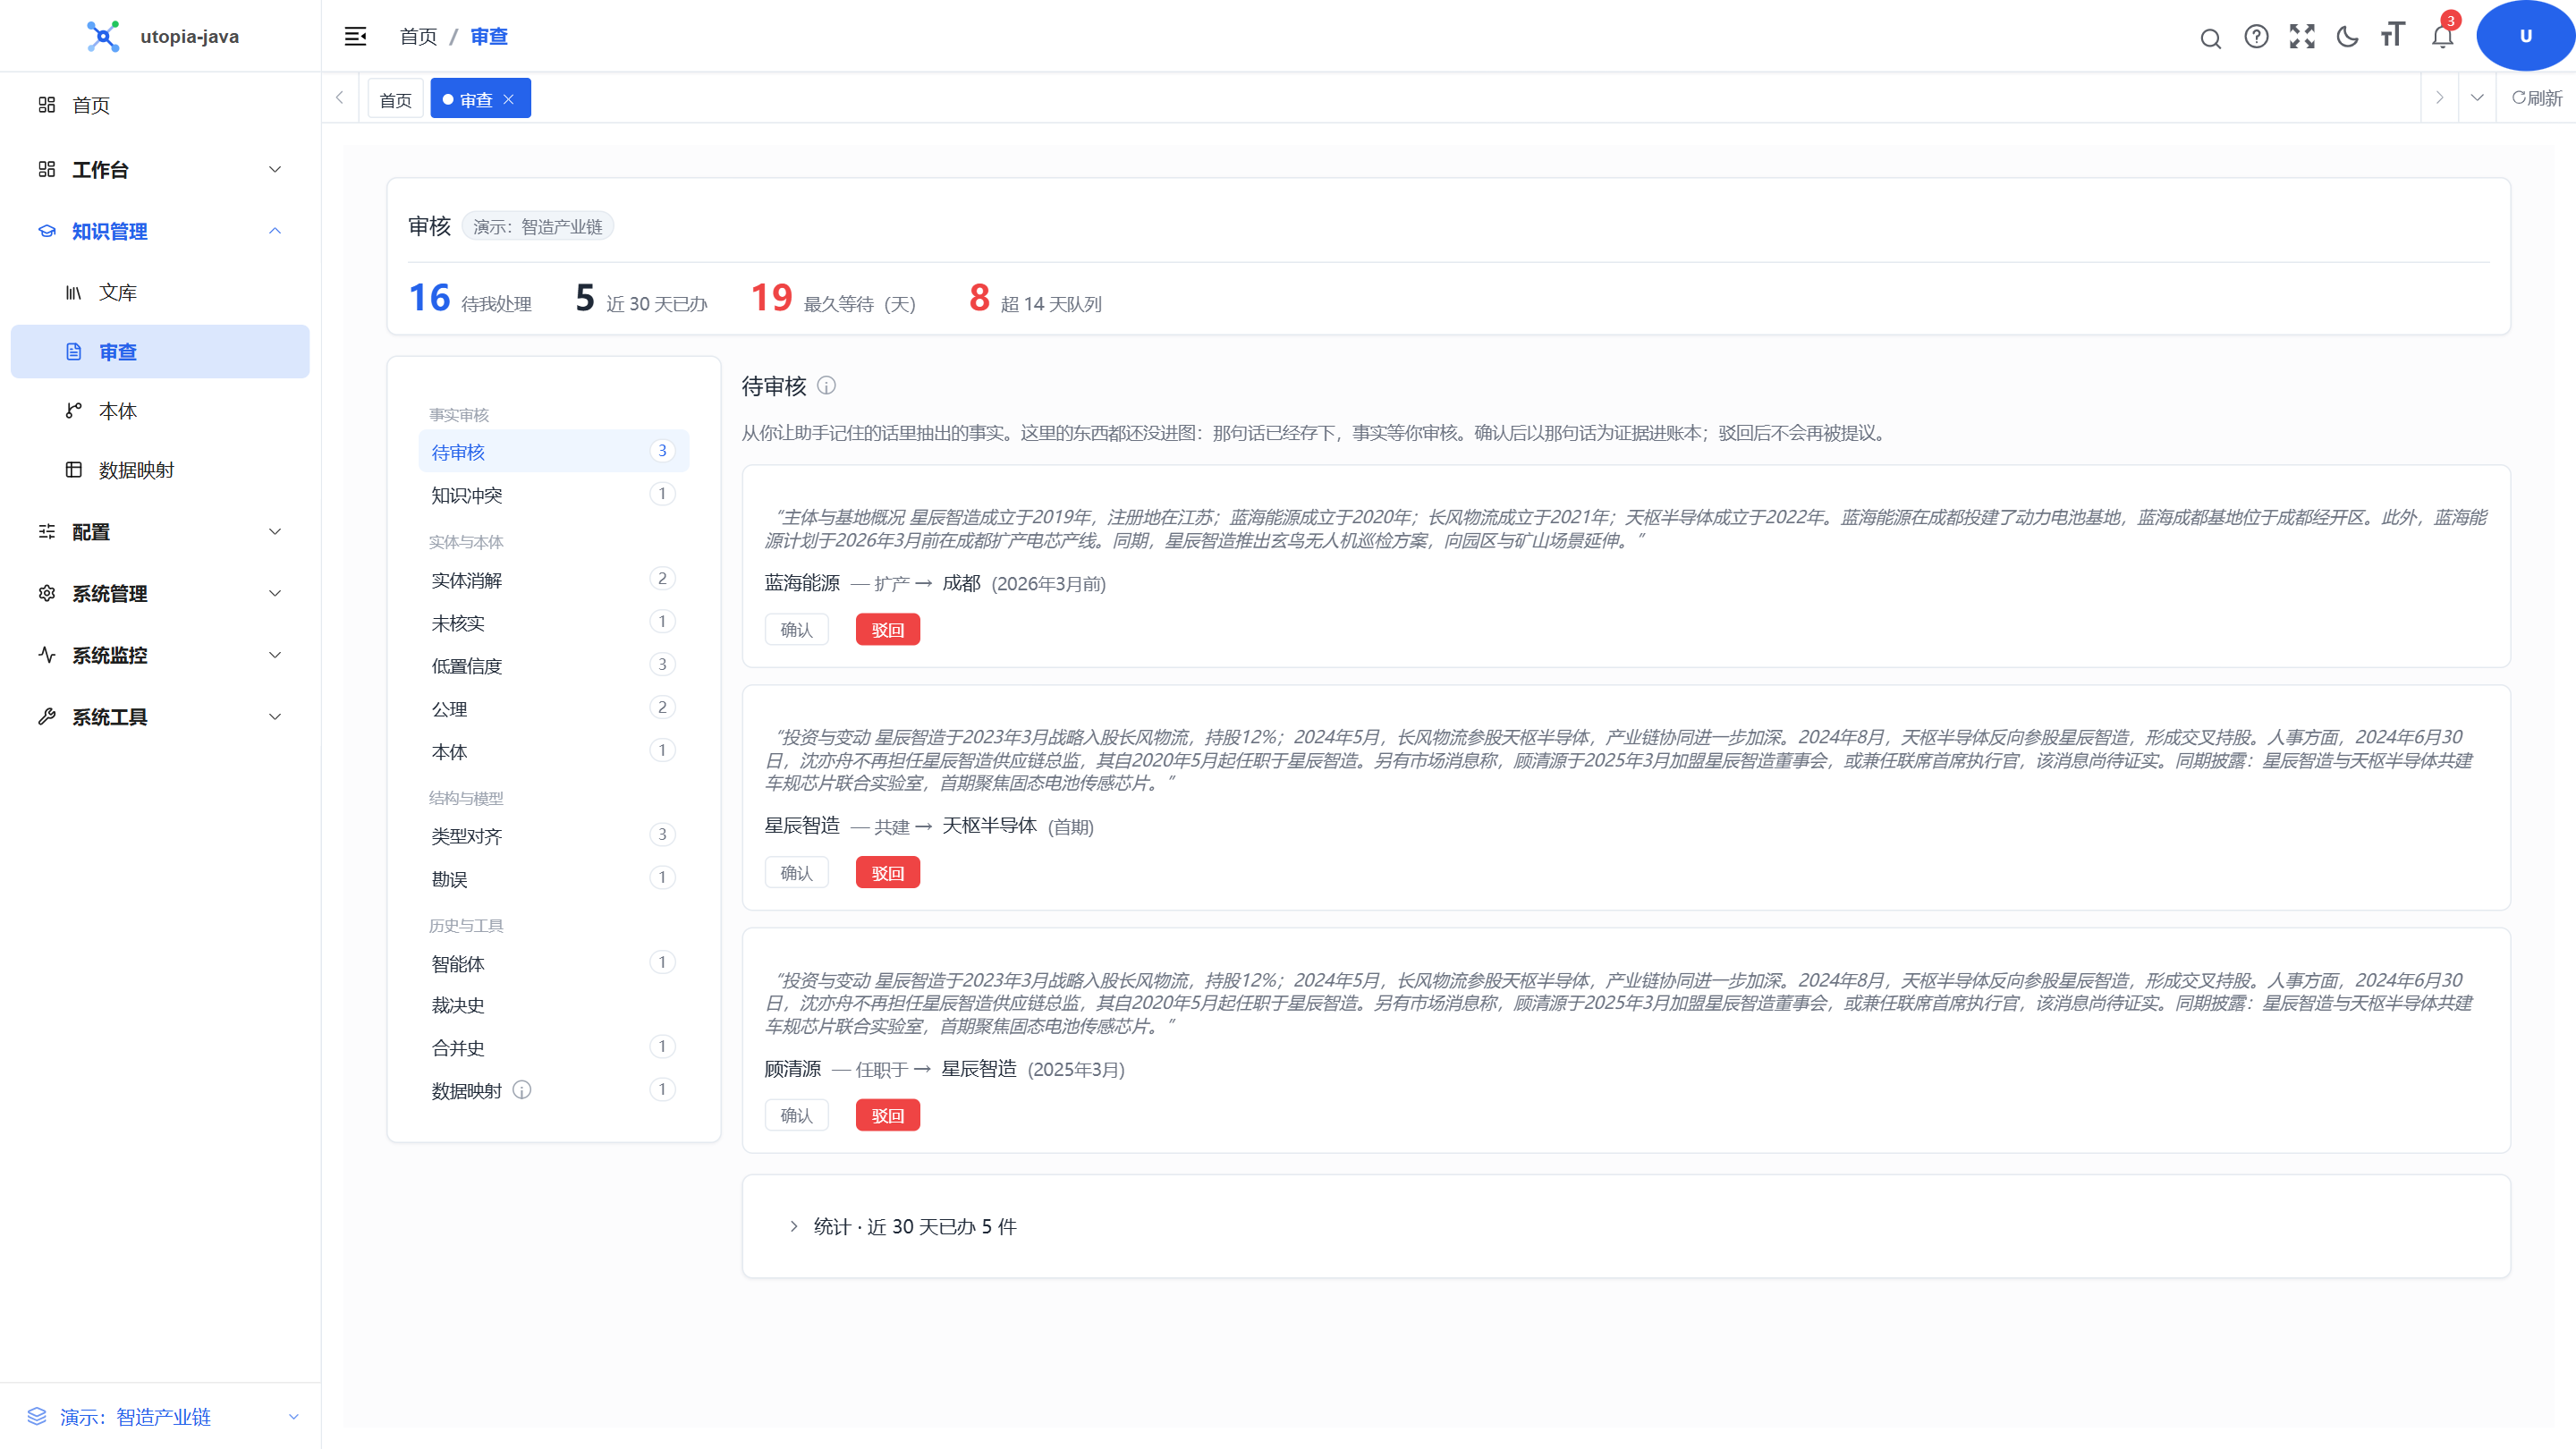 utopia-java
首页 / 审查
3
U
首页
审查
刷新
首页
工作台
知识管理
文库
审查
本体
数据映射
配置
系统管理
系统监控
系统工具
演示：智造产业链
审核 演示：智造产业链
16 待我处理 5 近 30 天已办 19 最久等待（天） 8 超 14 天队列
事实审核
待审核 3
知识冲突 1
实体与本体
实体消解 2
未核实 1
低置信度 3
公理 2
本体 1
结构与模型
类型对齐 3
勘误 1
历史与工具
智能体 1
裁决史
合并史 1
数据映射 1
待审核
从你让助手记住的话里抽出的事实。这里的东西都还没进图：那句话已经存下，事实等你审核。确认后以那句话为证据进账本；驳回后不会再被提议。
“主体与基地概况 星辰智造成立于2019年，注册地在江苏；蓝海能源成立于2020年；长风物流成立于2021年；天枢半导体成立于2022年。蓝海能源在成都投建了动力电池基地，蓝海成都基地位于成都经开区。此外，蓝海能
源计划于2026年3月前在成都扩产电芯产线。同期，星辰智造推出玄鸟无人机巡检方案，向园区与矿山场景延伸。”
蓝海能源 — 扩产 → 成都 (2026年3月前)
确认 驳回
“投资与变动 星辰智造于2023年3月战略入股长风物流，持股12%；2024年5月，长风物流参股天枢半导体，产业链协同进一步加深。2024年8月，天枢半导体反向参股星辰智造，形成交叉持股。人事方面，2024年6月30
日，沈亦舟不再担任星辰智造供应链总监，其自2020年5月起任职于星辰智造。另有市场消息称，顾清源于2025年3月加盟星辰智造董事会，或兼任联席首席执行官，该消息尚待证实。同期披露：星辰智造与天枢半导体共建
车规芯片联合实验室，首期聚焦固态电池传感芯片。”
星辰智造 — 共建 → 天枢半导体 (首期)
确认 驳回
“投资与变动 星辰智造于2023年3月战略入股长风物流，持股12%；2024年5月，长风物流参股天枢半导体，产业链协同进一步加深。2024年8月，天枢半导体反向参股星辰智造，形成交叉持股。人事方面，2024年6月30
日，沈亦舟不再担任星辰智造供应链总监，其自2020年5月起任职于星辰智造。另有市场消息称，顾清源于2025年3月加盟星辰智造董事会，或兼任联席首席执行官，该消息尚待证实。同期披露：星辰智造与天枢半导体共建
车规芯片联合实验室，首期聚焦固态电池传感芯片。”
顾清源 — 任职于 → 星辰智造 (2025年3月)
确认 驳回
统计 · 近 30 天已办 5 件